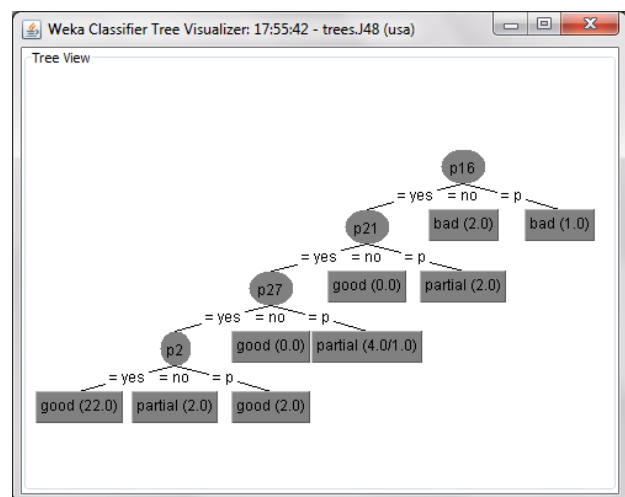 Weka Classifier Tree Visualizer: 17:55:42 - trees.J48 (usa)
Tree View
p16
= yes = no = p
p21 bad (2.0) bad (1.0)
= yes = no = p
p27 good (0.0) partial (2.0)
= yes = no = p
p2 good (0.0) partial (4.0/1.0)
= yes = no = p
good (22.0) partial (2.0) good (2.0)